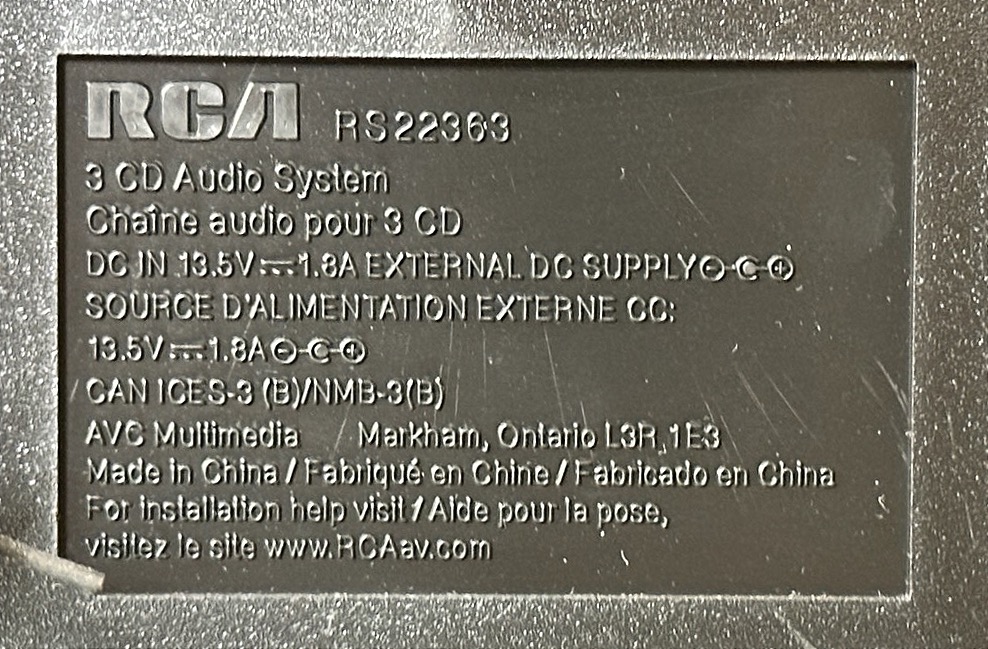 RCA RS22363
3 CD Audio System
Chaîne audio pour 3 CD
DC IN 13.5V⎓1.8A EXTERNAL DC SUPPLY⊖-C-⊕
SOURCE D'ALIMENTATION EXTERNE CC:
13.5V⎓1.8A⊖-C-⊕
CAN ICES-3 (B)/NMB-3(B)
AVC Multimedia Markham, Ontario L3R 1E3
Made in China / Fabriqué en Chine / Fabricado en China
For installation help visit / Aide pour la pose,
visitez le site www.RCAav.com